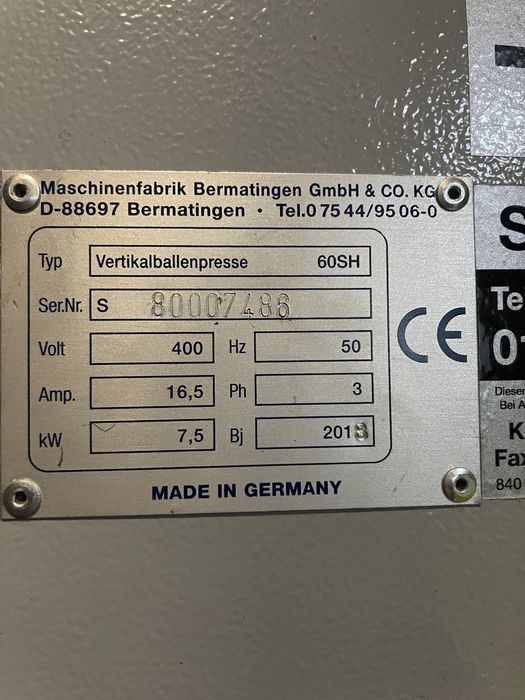 Maschinenfabrik Bermatingen GmbH & CO. KG
D-88697 Bermatingen · Tel.0 75 44/95 06-0
Typ Vertikalballenpresse 60SH
Ser.Nr. S 80007486
Volt 400 Hz 50
Amp. 16,5 Ph 3
kW 7,5 Bj 2018
CE
MADE IN GERMANY
S
Te
Dieser
Bei A
K
Fax
840